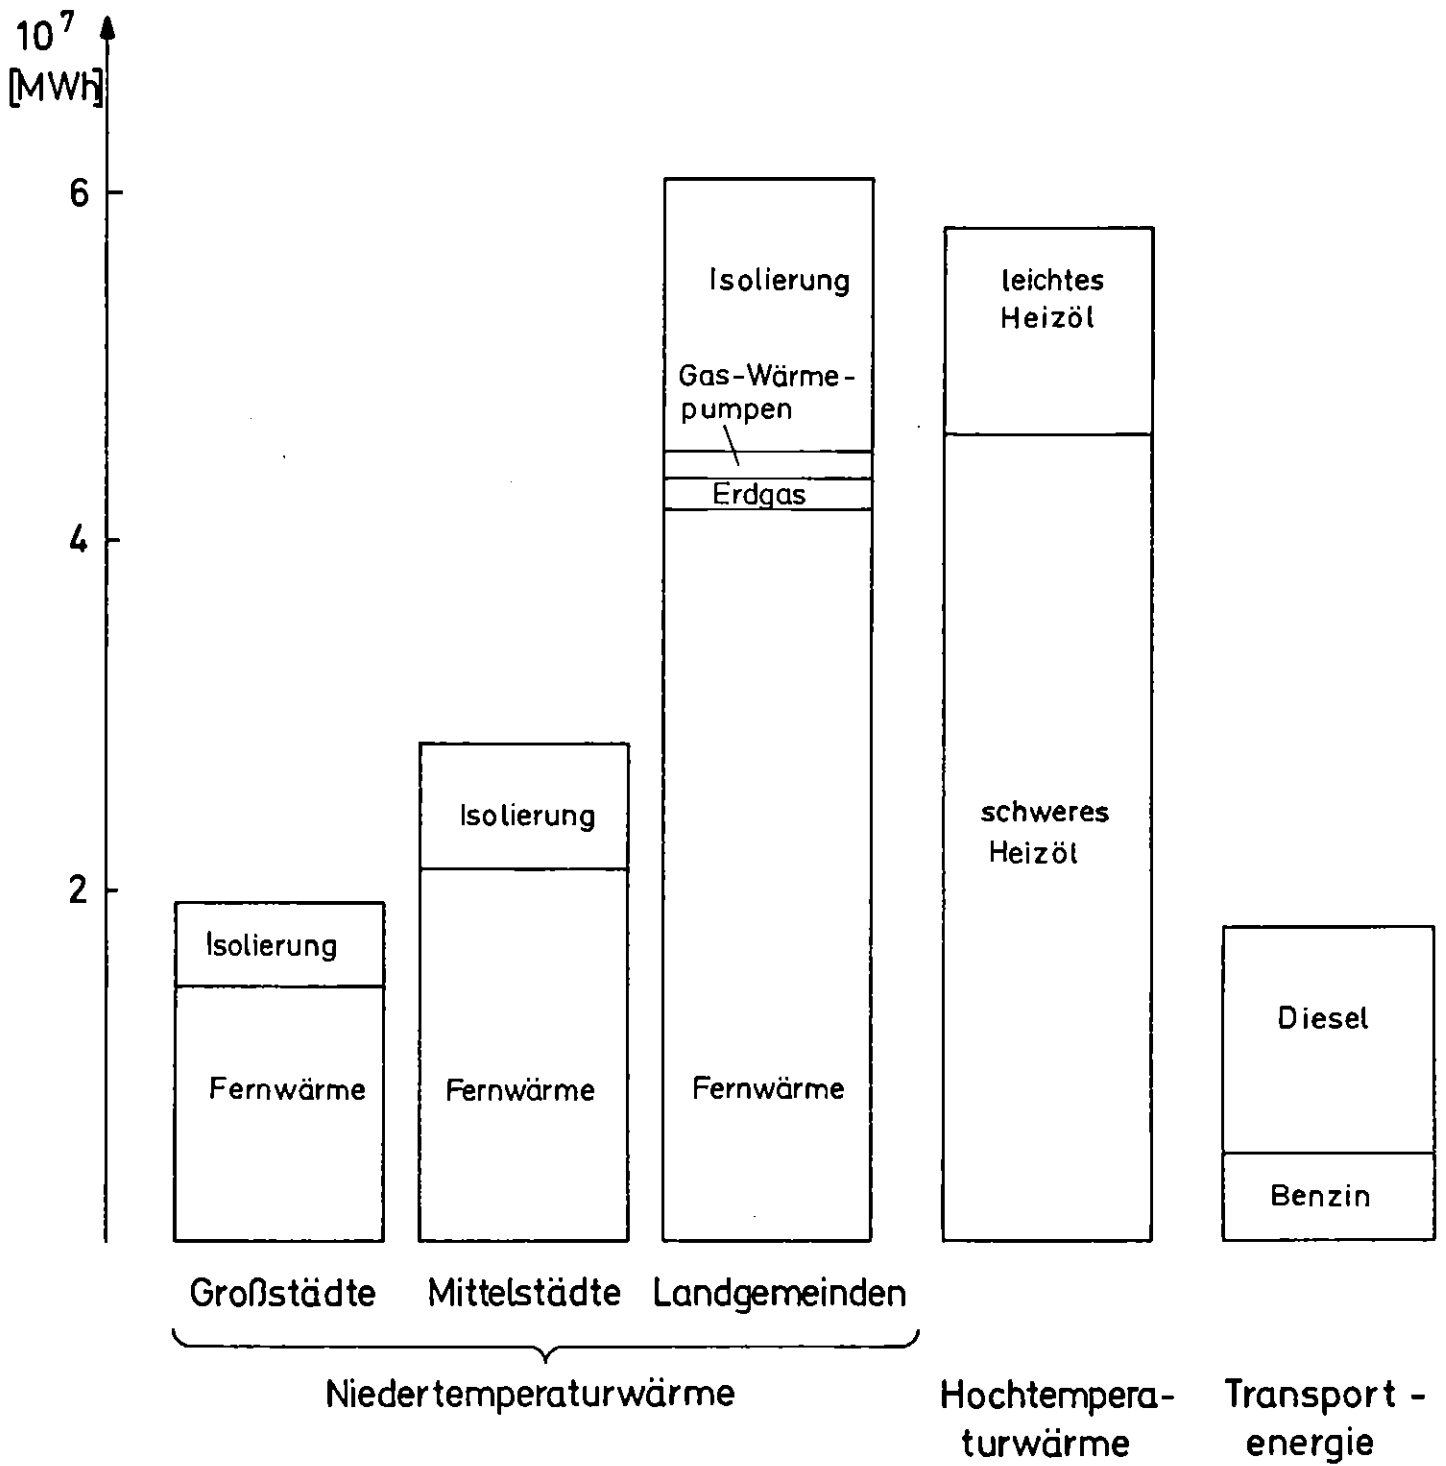 10⁷
[MWh]
6
4
2
Isolierung
Fernwärme
Isolierung
Fernwärme
Isolierung
Gas-Wärme-
pumpen
Erdgas
Fernwärme
leichtes
Heizöl
schweres
Heizöl
Diesel
Benzin
Großstädte
Mittelstädte
Landgemeinden
Niedertemperaturwärme
Hochtempera-
turwärme
Transport-
energie